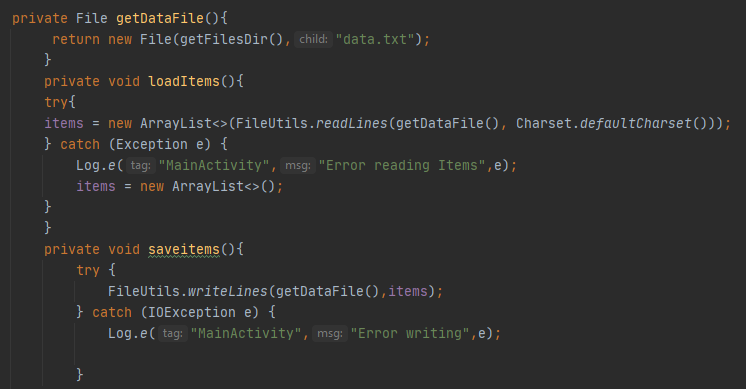 private File getDataFile(){
return new File(getFilesDir(), child: "data.txt");
}
private void loadItems(){
try{
items = new ArrayList<>(FileUtils.readLines(getDataFile(), Charset.defaultCharset()));
} catch (Exception e) {
Log.e( tag: "MainActivity", msg: "Error reading Items",e);
items = new ArrayList<>();
}
}
private void saveitems(){
try {
FileUtils.writeLines(getDataFile(),items);
} catch (IOException e) {
Log.e( tag: "MainActivity", msg: "Error writing",e);
}